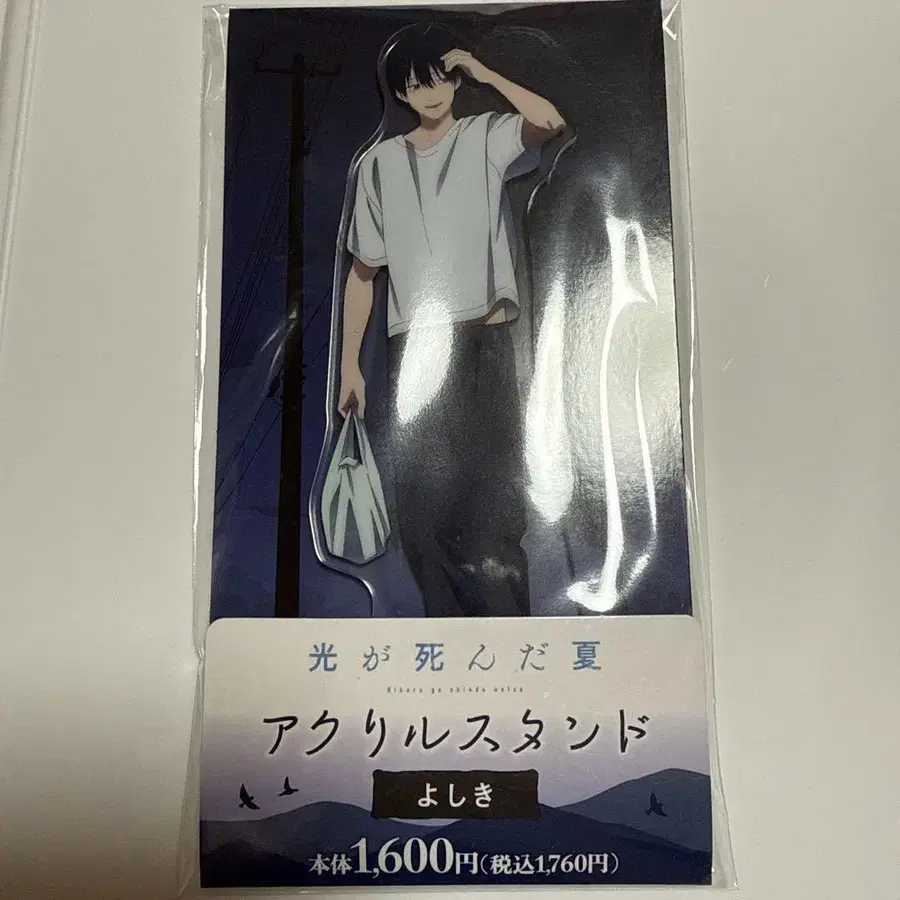 光が死んだ夏
Hikaru ga shinda natsu
アクリルスタンド
よしき
本体1,600円(税込1,760円)